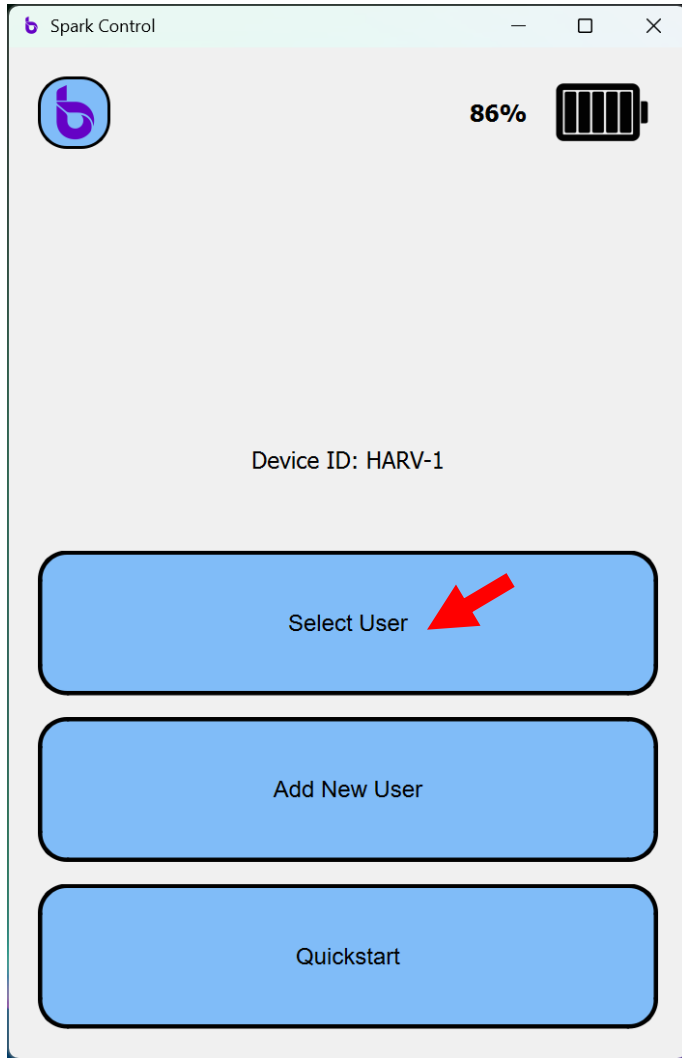 Spark Control
86%
Device ID: HARV-1
Select User
Add New User
Quickstart